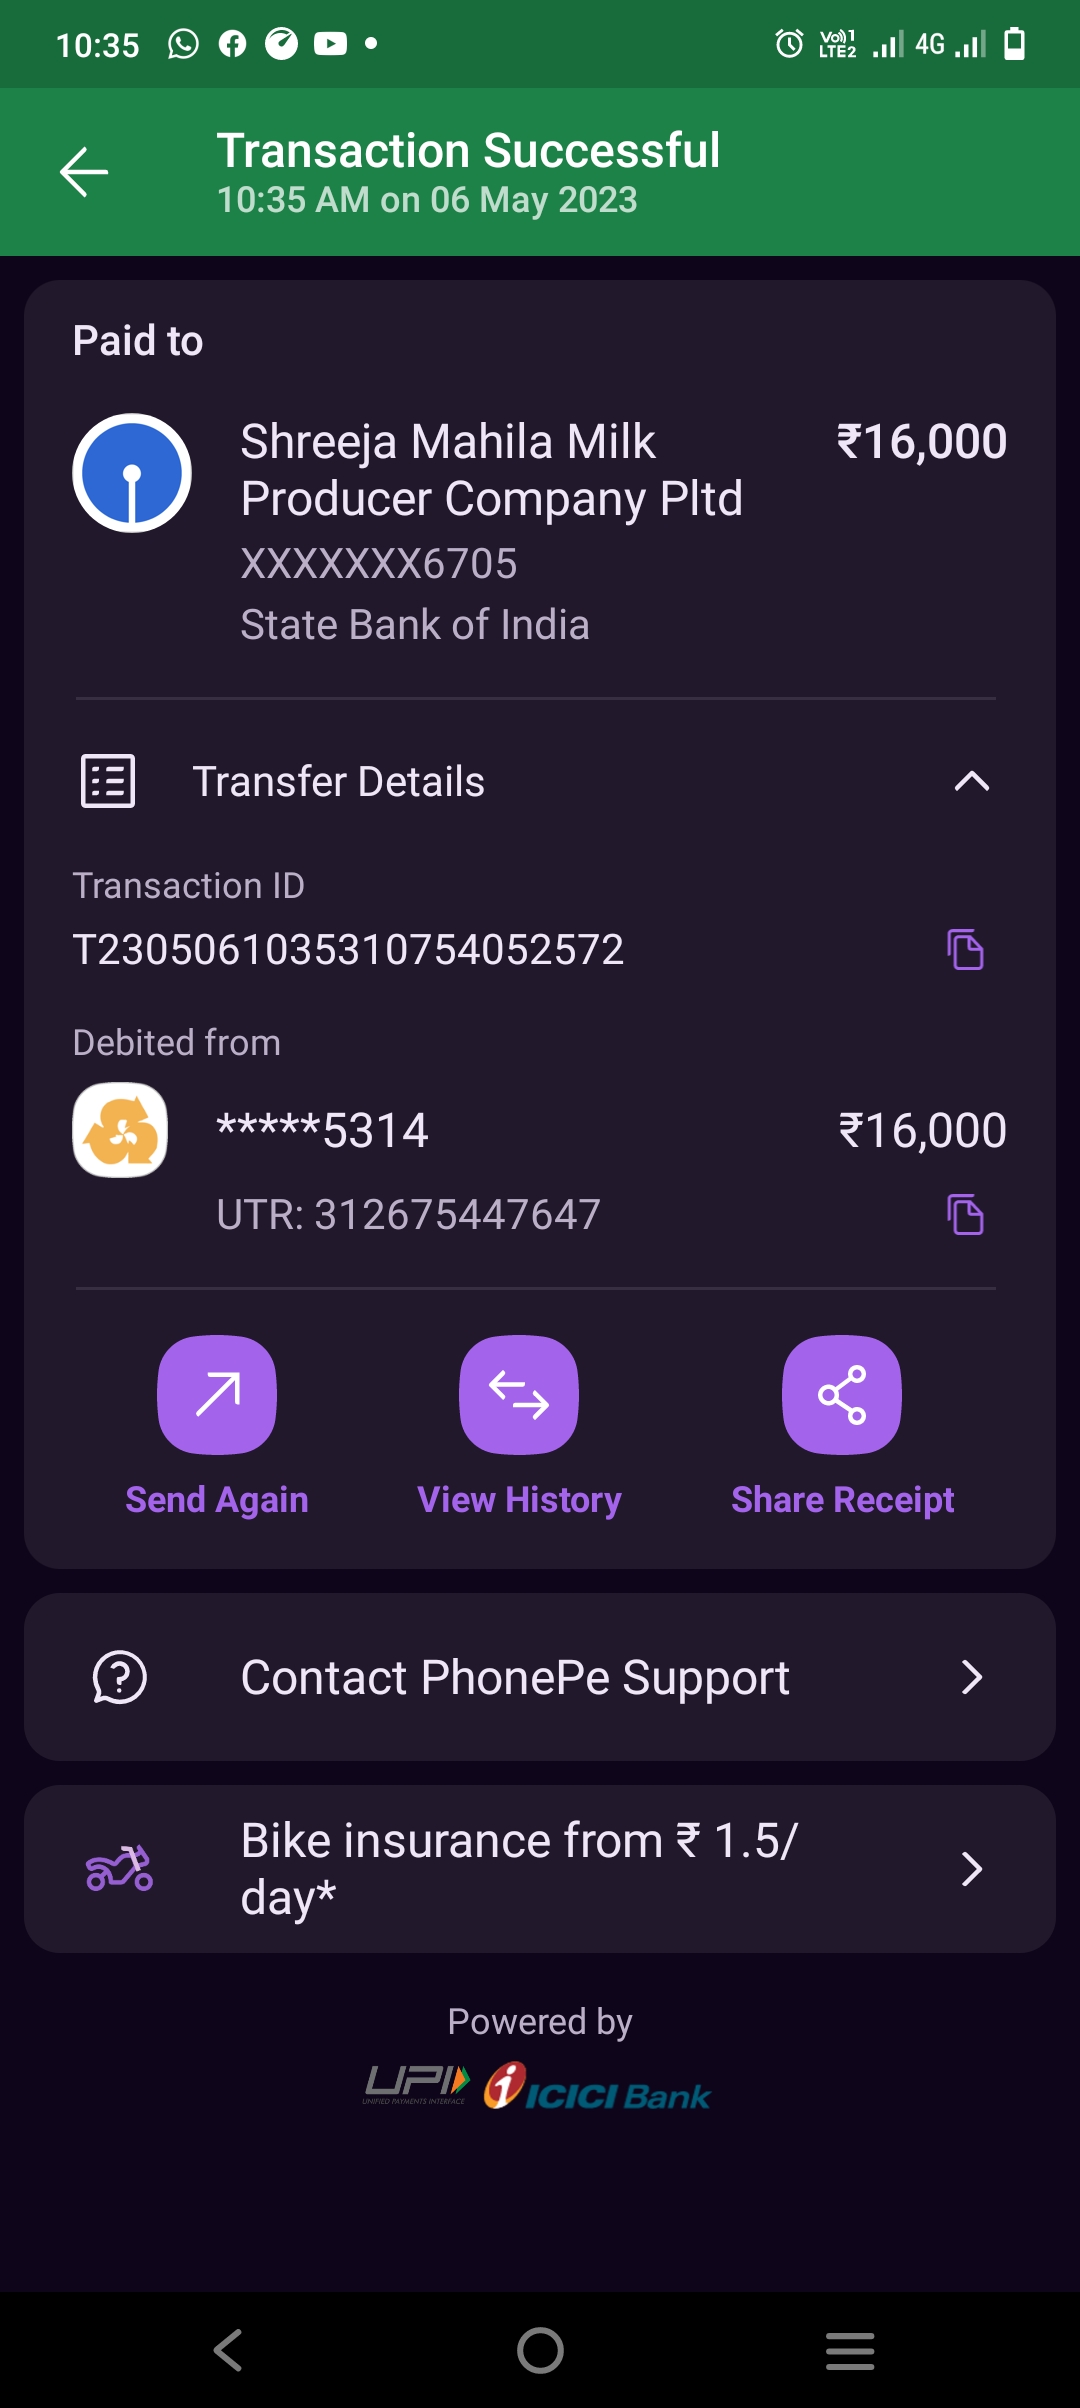 10:35
Vo))1
LTE2
4G
Transaction Successful
10:35 AM on 06 May 2023
Paid to
Shreeja Mahila Milk
Producer Company Pltd
₹16,000
XXXXXXX6705
State Bank of India
Transfer Details
Transaction ID
T2305061035310754052572
Debited from
*****5314
₹16,000
UTR: 312675447647
Send Again
View History
Share Receipt
Contact PhonePe Support
Bike insurance from ₹ 1.5/
day*
Powered by
UPI
UNIFIED PAYMENTS INTERFACE
ICICI Bank